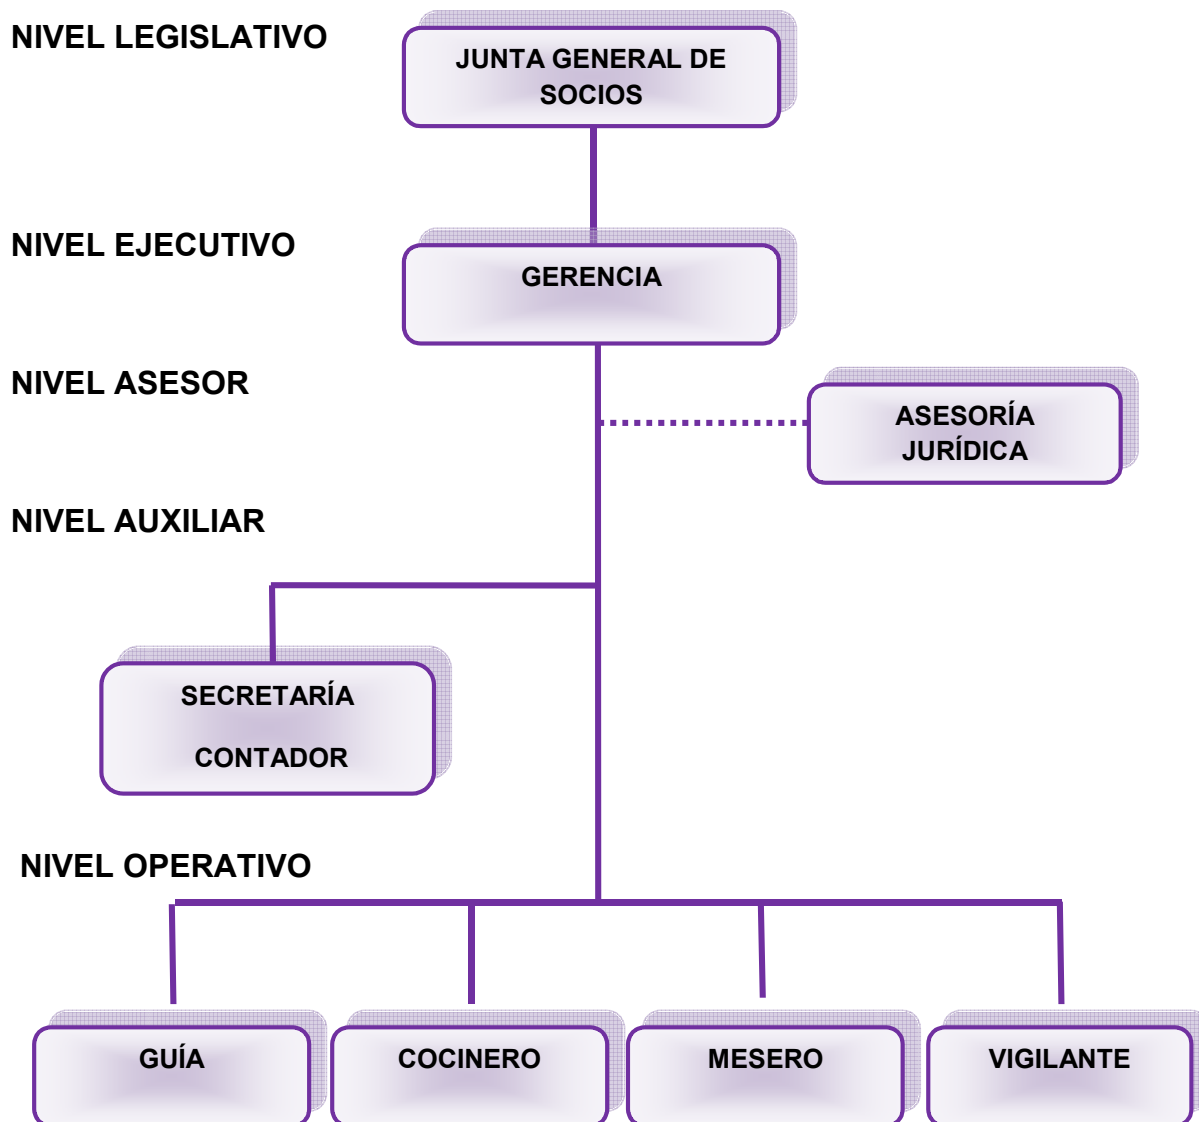 NIVEL LEGISLATIVO
JUNTA GENERAL DE
SOCIOS
NIVEL EJECUTIVO
GERENCIA
NIVEL ASESOR
ASESORÍA
JURÍDICA
NIVEL AUXILIAR
SECRETARÍA
CONTADOR
NIVEL OPERATIVO
GUÍA
COCINERO
MESERO
VIGILANTE